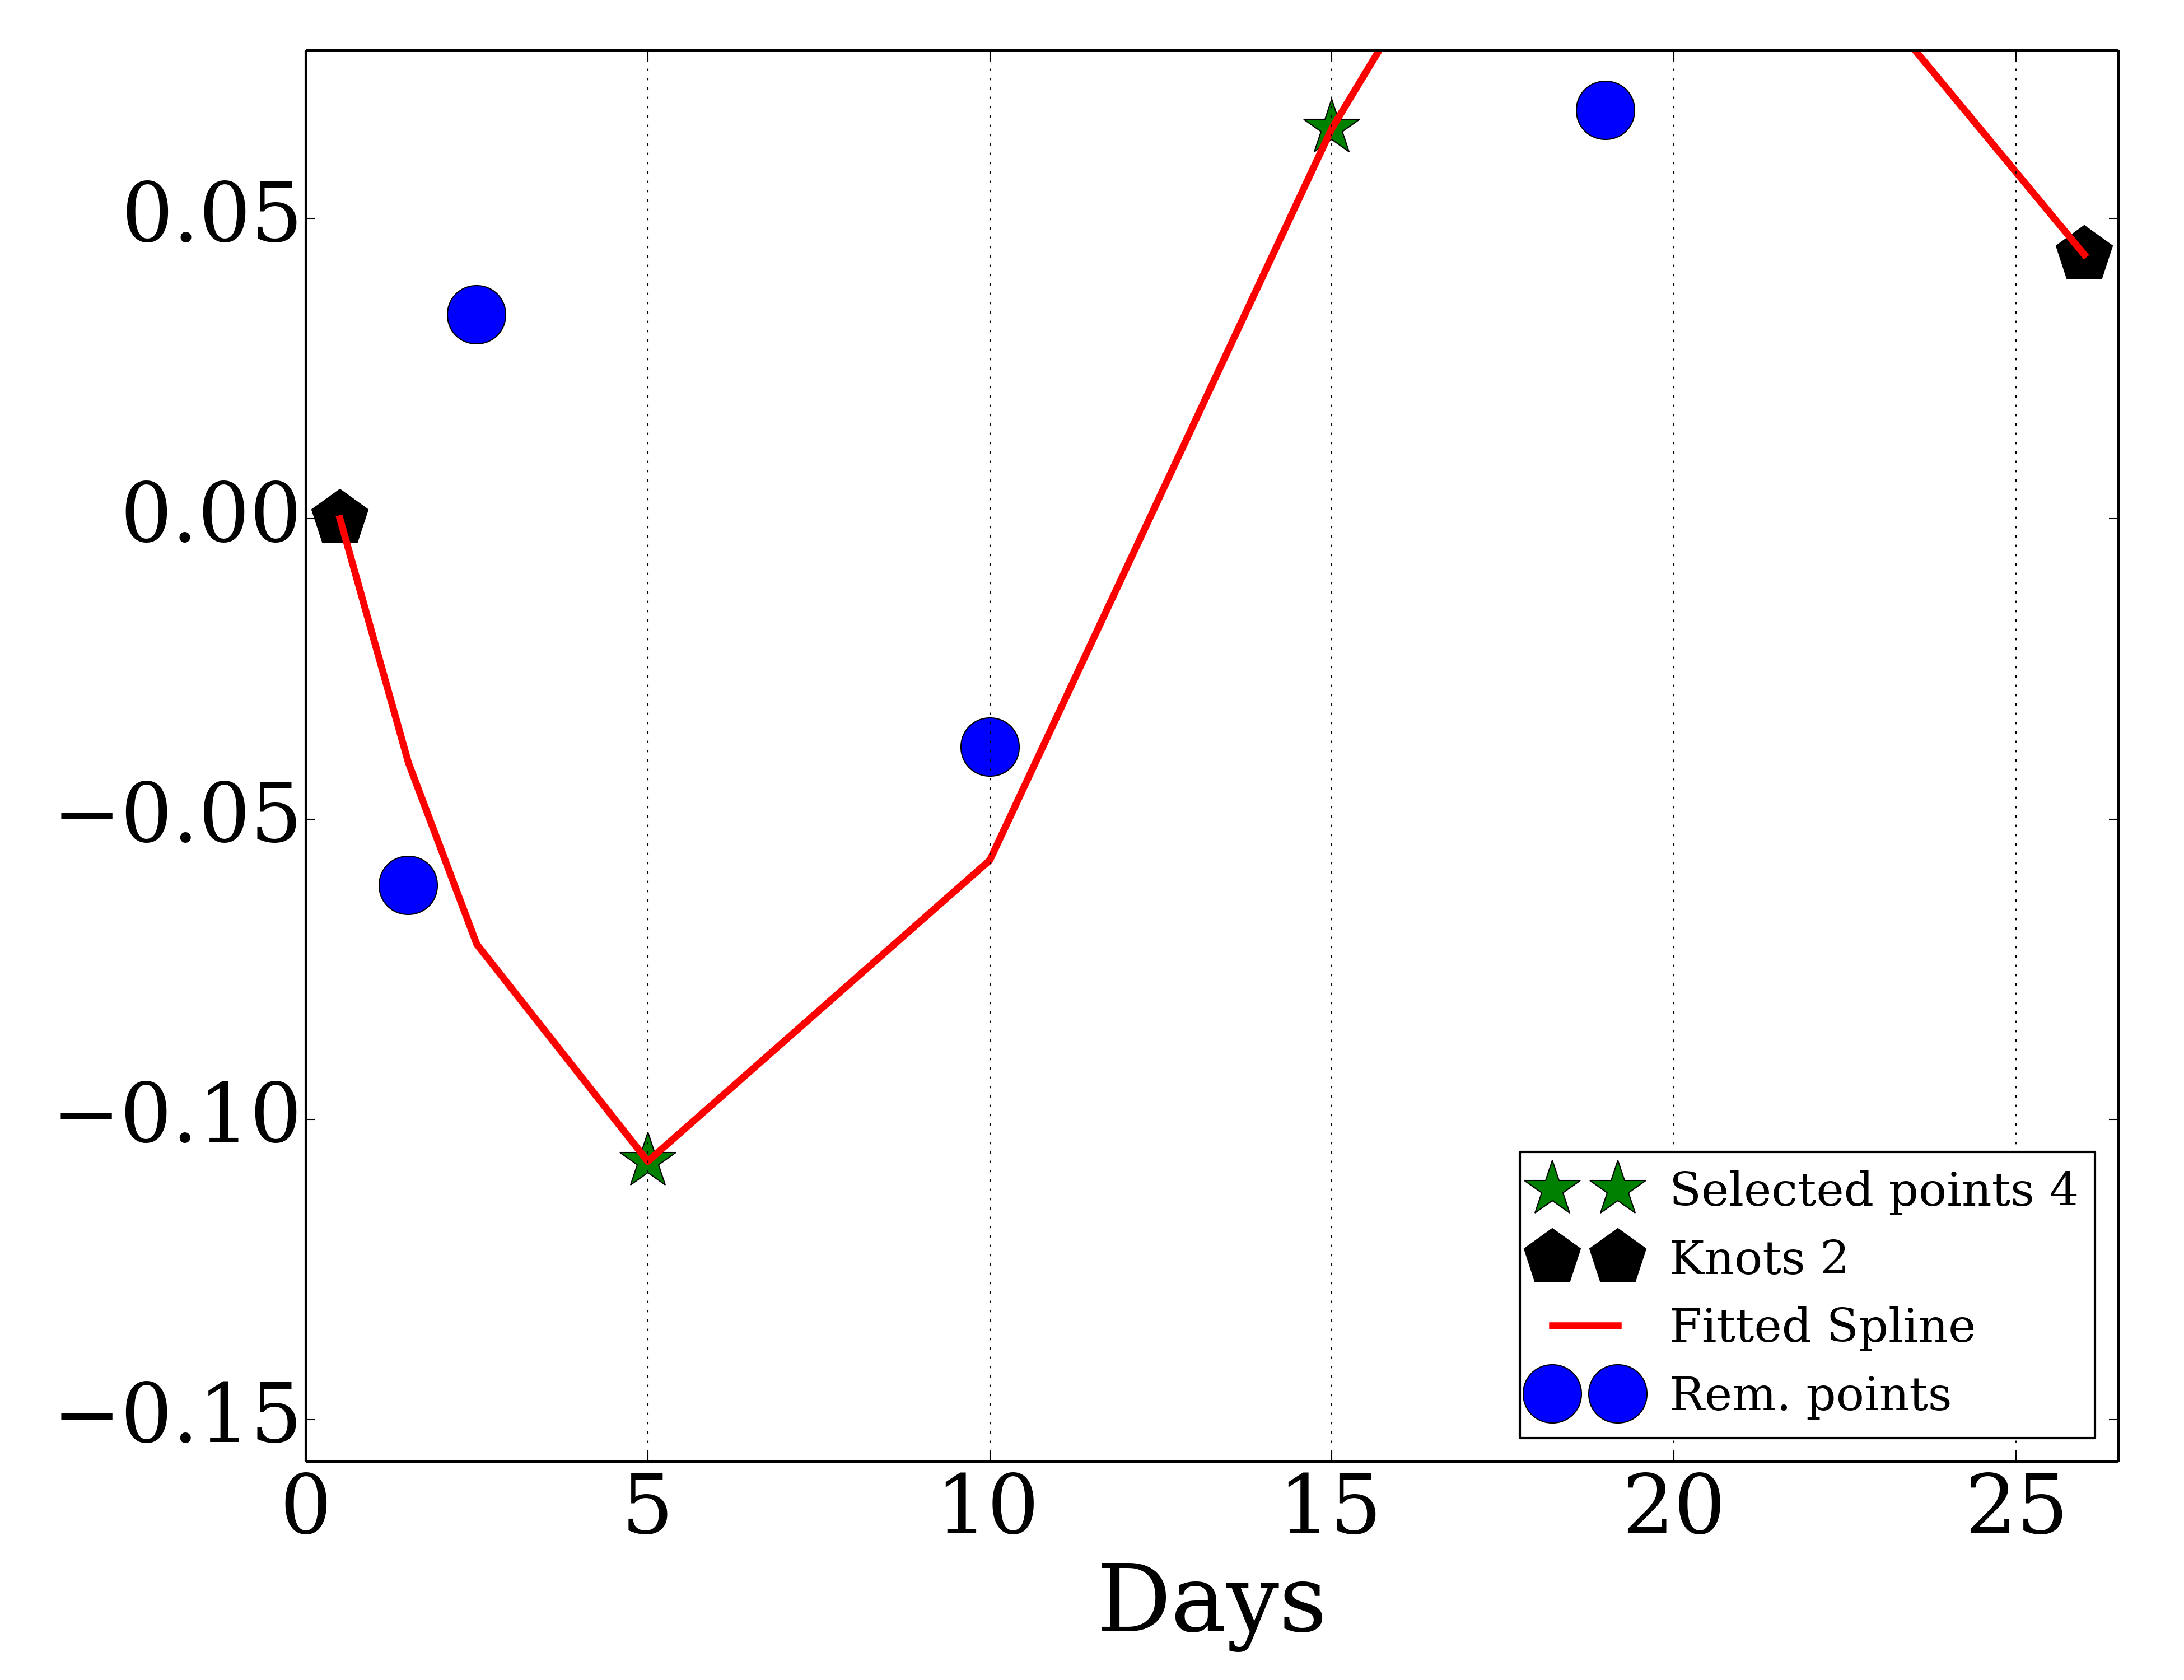 0.05
0.00
−0.05
−0.10
−0.15
0 5 10 15 20 25
Days
Selected points 4
Knots 2
Fitted Spline
Rem. points